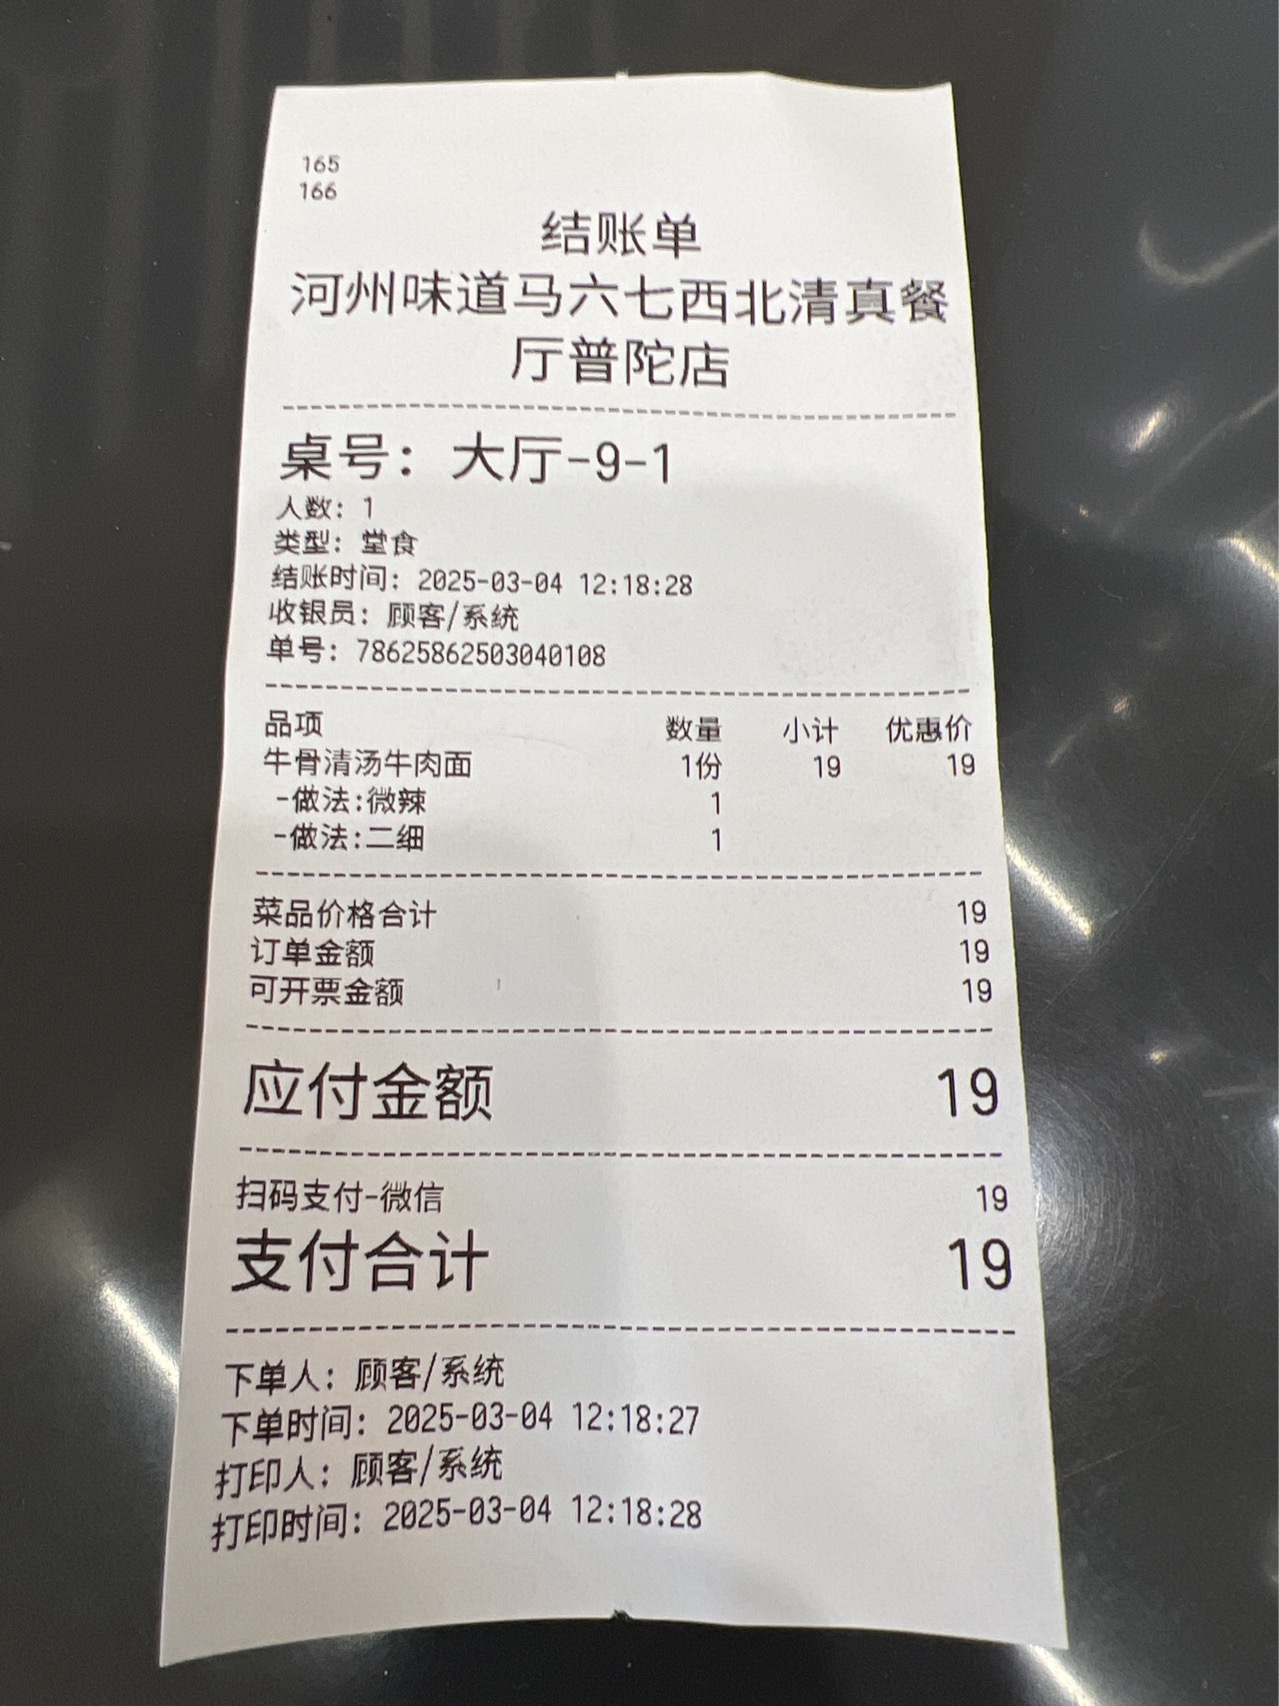 165
166
结账单
河州味道马六七西北清真餐
厅普陀店
桌号：大厅-9-1
人数：1
类型：堂食
结账时间：2025-03-04 12:18:28
收银员：顾客/系统
单号：78625862503040108
品项 数量 小计 优惠价
牛骨清汤牛肉面 1份 19 19
-做法:微辣 1
-做法:二细 1
菜品价格合计 19
订单金额 19
可开票金额 19
应付金额 19
扫码支付-微信 19
支付合计 19
下单人：顾客/系统
下单时间：2025-03-04 12:18:27
打印人：顾客/系统
打印时间：2025-03-04 12:18:28